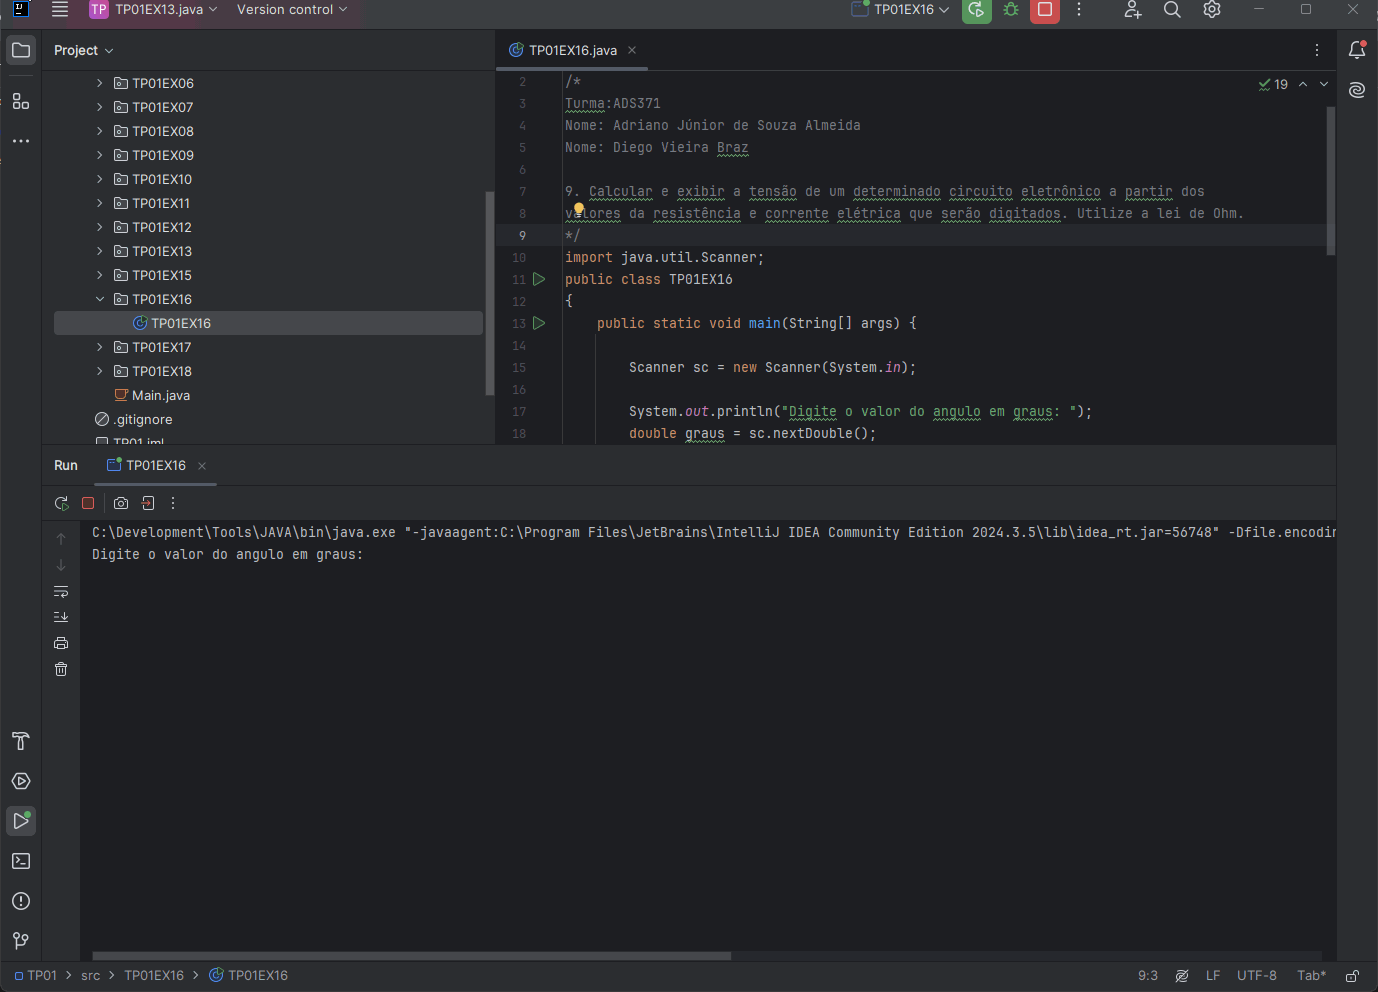 TP TP01EX13.java Version control TP01EX16
Project
TP01EX06
TP01EX07
TP01EX08
TP01EX09
TP01EX10
TP01EX11
TP01EX12
TP01EX13
TP01EX15
TP01EX16
TP01EX16
TP01EX17
TP01EX18
Main.java
.gitignore
TP01.iml
TP01EX16.java
19
2 /*
3 Turma:ADS371
4 Nome: Adriano Júnior de Souza Almeida
5 Nome: Diego Vieira Braz
6
7 9. Calcular e exibir a tensão de um determinado circuito eletrônico a partir dos
8 valores da resistência e corrente elétrica que serão digitados. Utilize a lei de Ohm.
9 */
10 import java.util.Scanner;
11 public class TP01EX16
12 {
13 public static void main(String[] args) {
14
15 Scanner sc = new Scanner(System.in);
16
17 System.out.println("Digite o valor do angulo em graus: ");
18 double graus = sc.nextDouble();
Run TP01EX16
C:\Development\Tools\JAVA\bin\java.exe "-javaagent:C:\Program Files\JetBrains\IntelliJ IDEA Community Edition 2024.3.5\lib\idea_rt.jar=56748" -Dfile.encodin
Digite o valor do angulo em graus:
TP01 > src > TP01EX16 > TP01EX16 9:3 LF UTF-8 Tab*